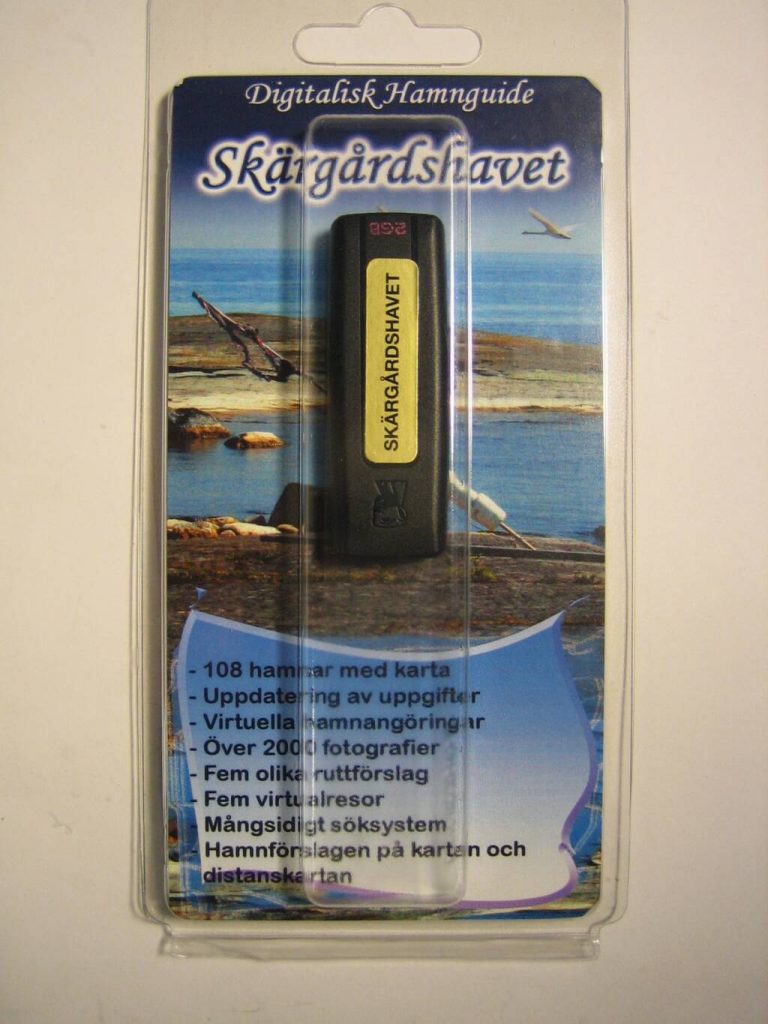 Digitalisk Hamnguide
Skärgårdshavet
2GB
SKÄRGÅRDSHAVET
- 108 hamnar med karta
- Uppdatering av uppgifter
- Virtuella hamnangöringar
- Över 2000 fotografier
- Fem olika ruttförslag
- Fem virtualresor
- Mångsidigt söksystem
- Hamnförslagen på kartan och
distanskartan